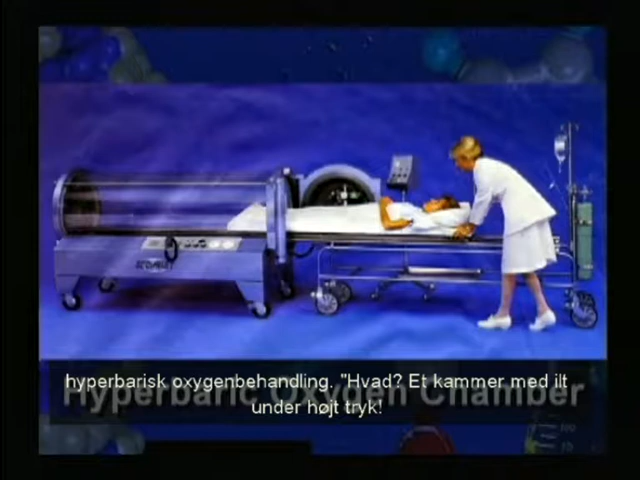 hyperbarisk oxygenbehandling. "Hvad? Et kammer med ilt
under højt tryk!
Hyperbaric Oxygen Chamber